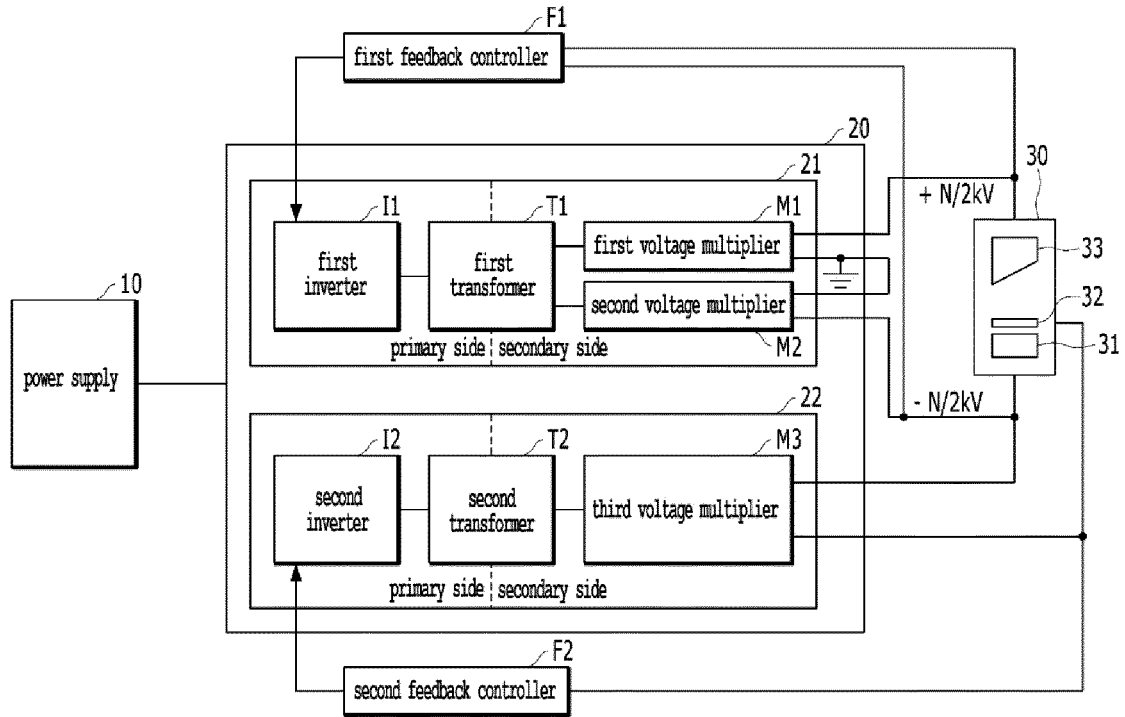 F1
first feedback controller
20
21
30
I1
T1
M1
+ N/2kV
first voltage multiplier
33
first
inverter
first
transformer
10
second voltage multiplier
32
primary side
secondary side
M2
31
power supply
- N/2kV
22
I2
T2
M3
second
inverter
second
transformer
third voltage multiplier
primary side
secondary side
F2
second feedback controller